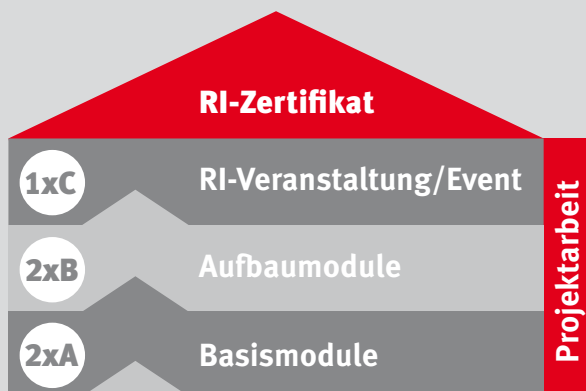 RI-Zertifikat
1xC
RI-Veranstaltung/Event
2xB
Aufbaumodule
2xA
Basismodule
Projektarbeit